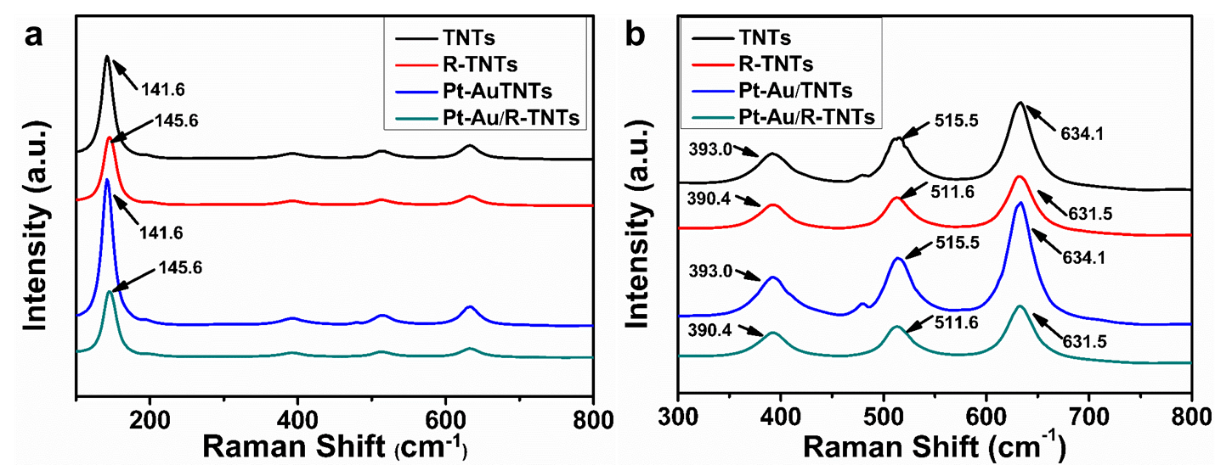 a
TNTs
R-TNTs
Pt-AuTNTs
Pt-Au/R-TNTs
141.6
145.6
141.6
145.6
Intensity (a.u.)
200 400 600 800
Raman Shift (cm-1)
b
TNTs
R-TNTs
Pt-Au/TNTs
Pt-Au/R-TNTs
393.0
515.5
634.1
390.4
511.6
631.5
393.0
515.5
634.1
390.4
511.6
631.5
Intensity (a.u.)
300 400 500 600 700 800
Raman Shift (cm-1)